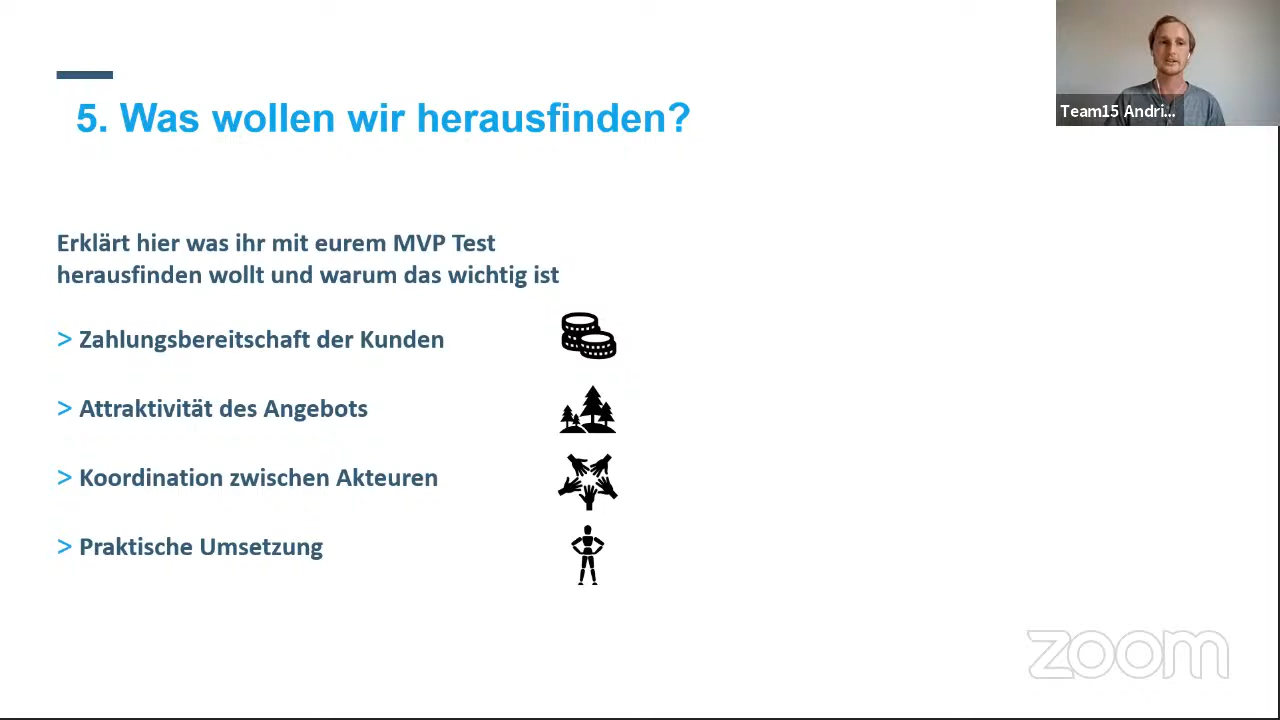 5. Was wollen wir herausfinden?
Team15 Andri...
Erklärt hier was ihr mit eurem MVP Test
herausfinden wollt und warum das wichtig ist
> Zahlungsbereitschaft der Kunden
> Attraktivität des Angebots
> Koordination zwischen Akteuren
> Praktische Umsetzung
zoom